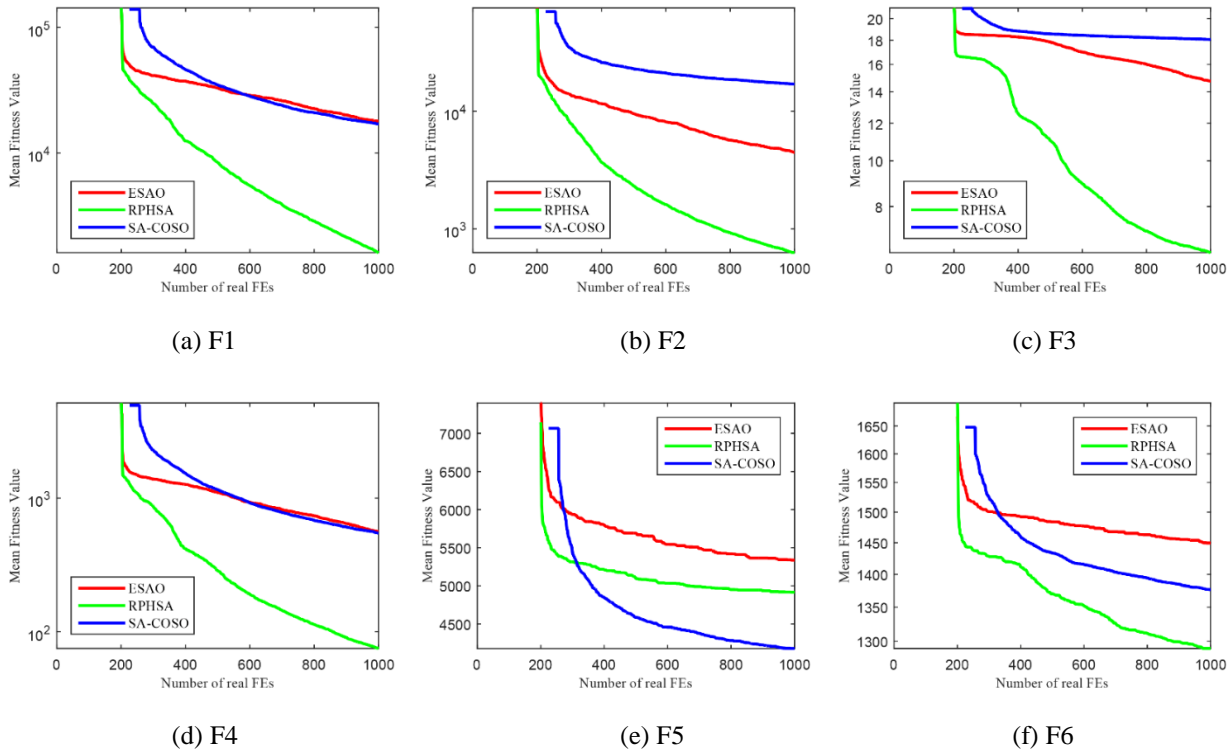 10^5
10^4
Mean Fitness Value
ESAO
RPHSA
SA-COSO
0 200 400 600 800 1000
Number of real FEs
(a) F1
10^4
10^3
Mean Fitness Value
ESAO
RPHSA
SA-COSO
0 200 400 600 800 1000
Number of real FEs
(b) F2
20
18
16
14
12
10
8
Mean Fitness Value
ESAO
RPHSA
SA-COSO
0 200 400 600 800 1000
Number of real FEs
(c) F3
10^3
10^2
Mean Fitness Value
ESAO
RPHSA
SA-COSO
0 200 400 600 800 1000
Number of real FEs
(d) F4
7000
6500
6000
5500
5000
4500
Mean Fitness Value
ESAO
RPHSA
SA-COSO
0 200 400 600 800 1000
Number of real FEs
(e) F5
1650
1600
1550
1500
1450
1400
1350
1300
Mean Fitness Value
ESAO
RPHSA
SA-COSO
0 200 400 600 800 1000
Number of real FEs
(f) F6